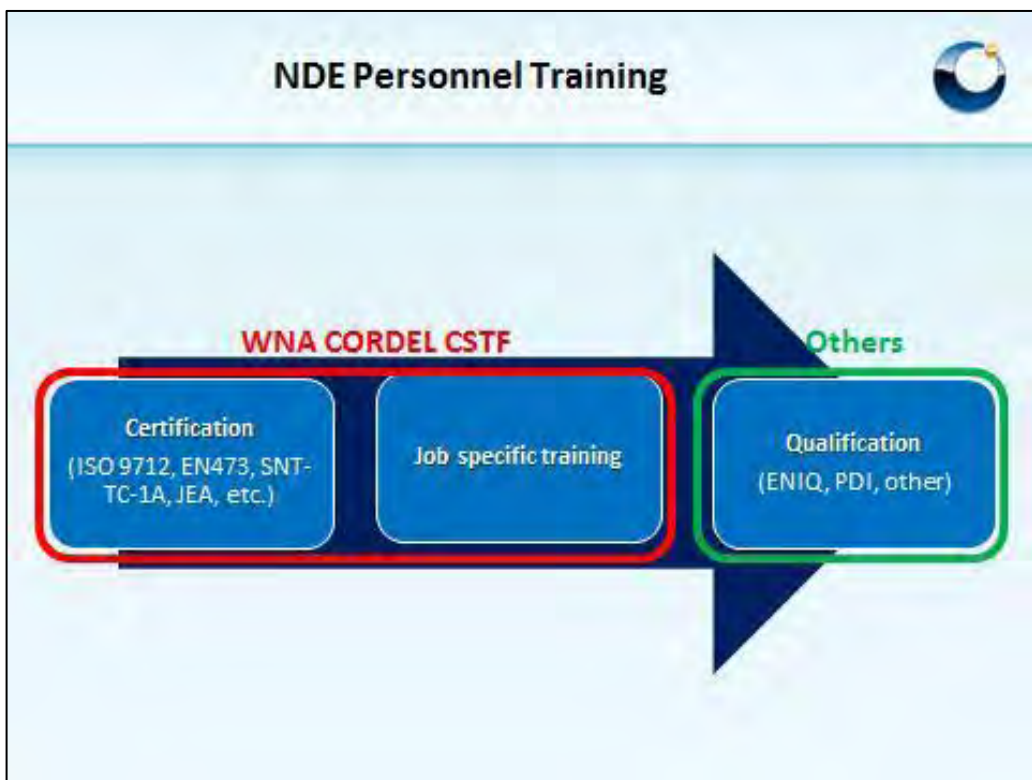 NDE Personnel Training
WNA CORDEL CSTF
Others
Certification
(ISO 9712, EN473, SNT-
TC-1A, JEA, etc.)
Job specific training
Qualification
(ENIQ, PDI, other)